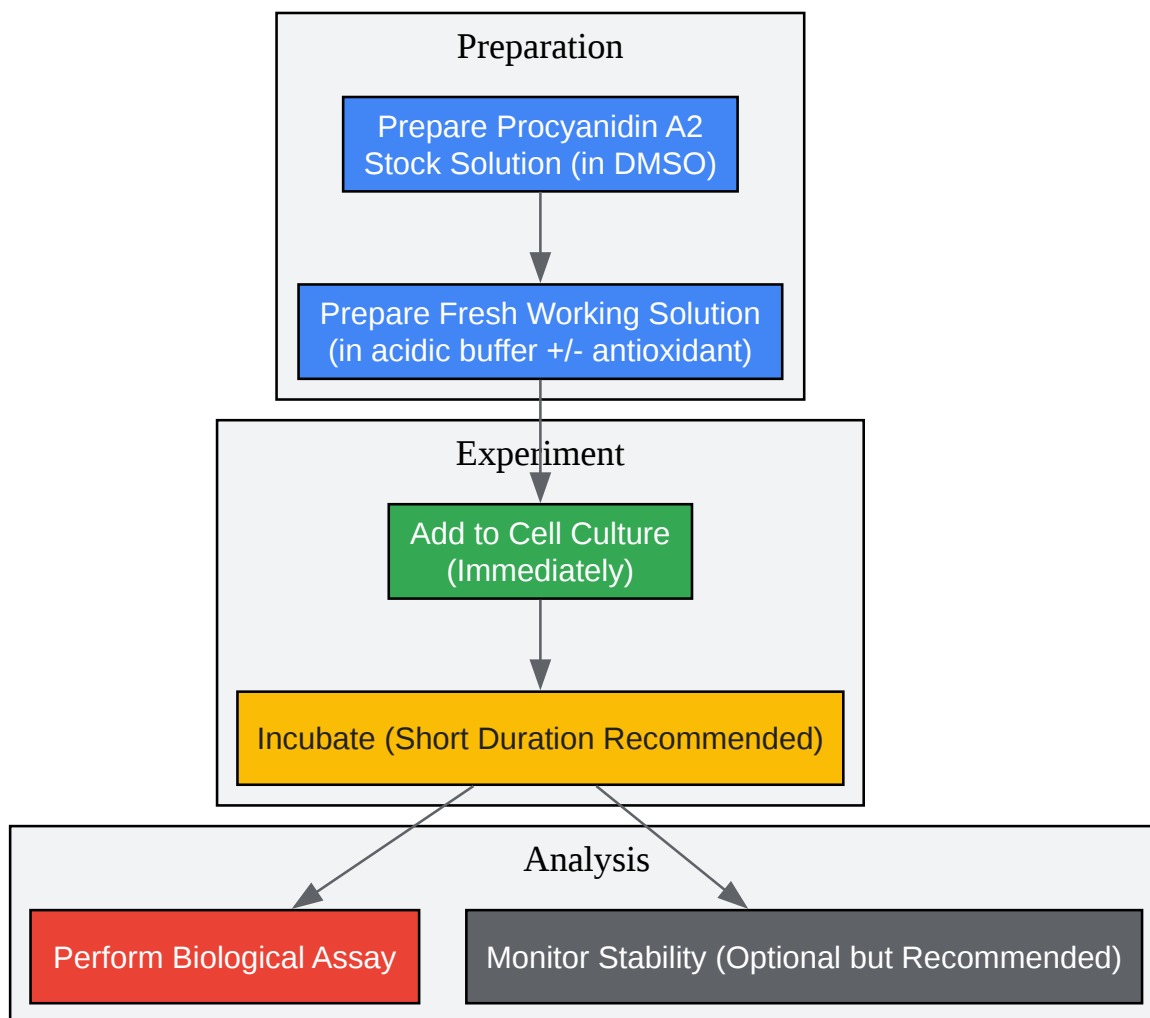 Preparation
Prepare Procyanidin A2
Stock Solution (in DMSO)
Prepare Fresh Working Solution
(in acidic buffer +/- antioxidant)
Experiment
Add to Cell Culture
(Immediately)
Incubate (Short Duration Recommended)
Analysis
Perform Biological Assay
Monitor Stability (Optional but Recommended)